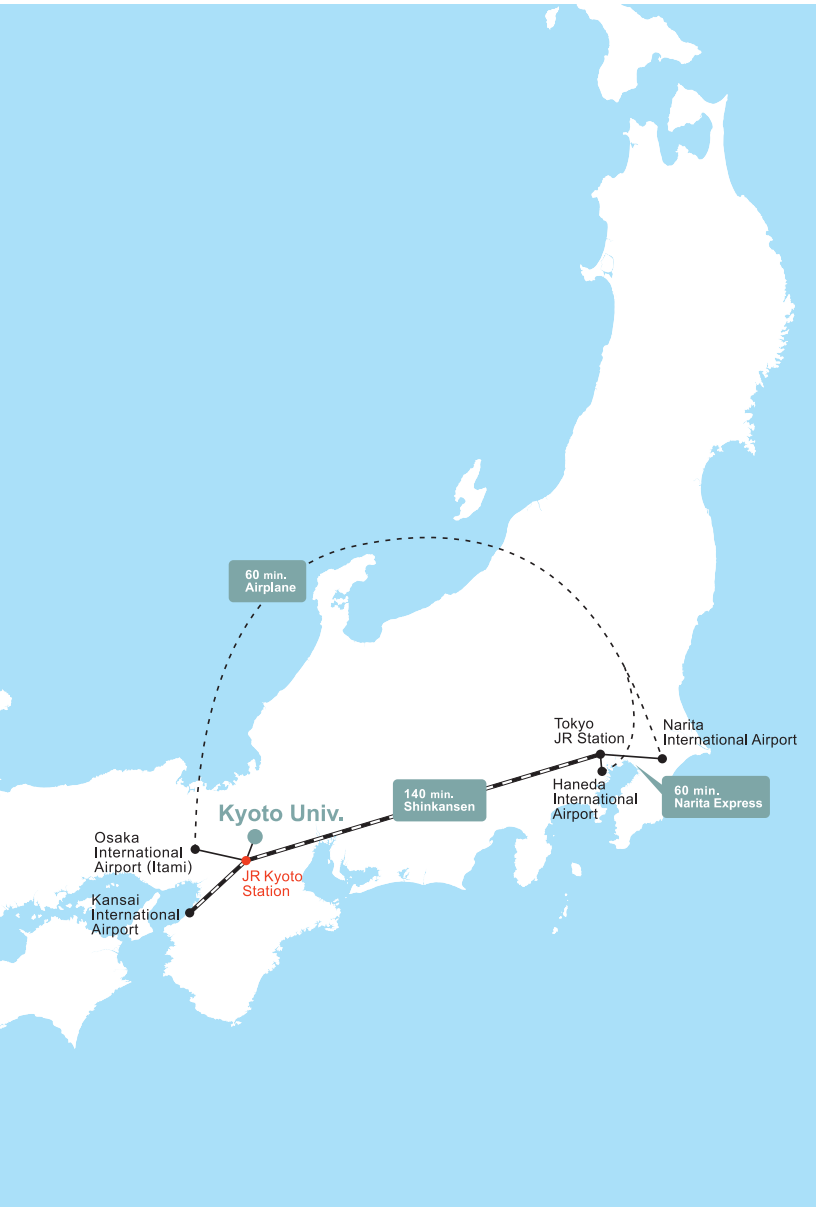 60 min.
Airplane
Tokyo
JR Station
Narita
International Airport
Haneda
International
Airport
60 min.
Narita Express
140 min.
Shinkansen
Kyoto Univ.
Osaka
International
Airport (Itami)
JR Kyoto
Station
Kansai
International
Airport